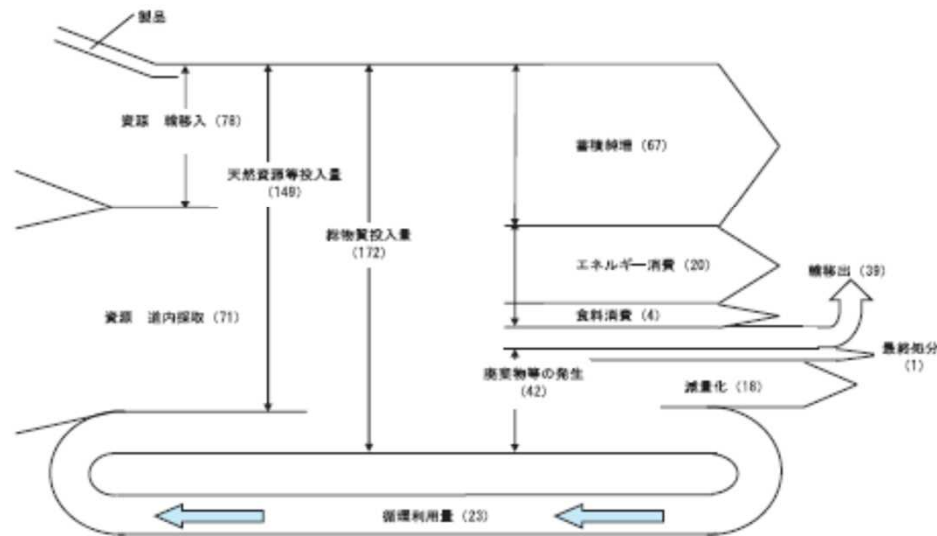 製品
資源　輸移入 (78)
天然資源等投入量
(149)
総物質投入量
(172)
資源　道内採取 (71)
蓄積純増 (67)
エネルギー消費 (20)
食料消費 (4)
輸移出 (39)
最終処分
(1)
廃棄物等の発生
(42)
減量化 (18)
循環利用量 (23)